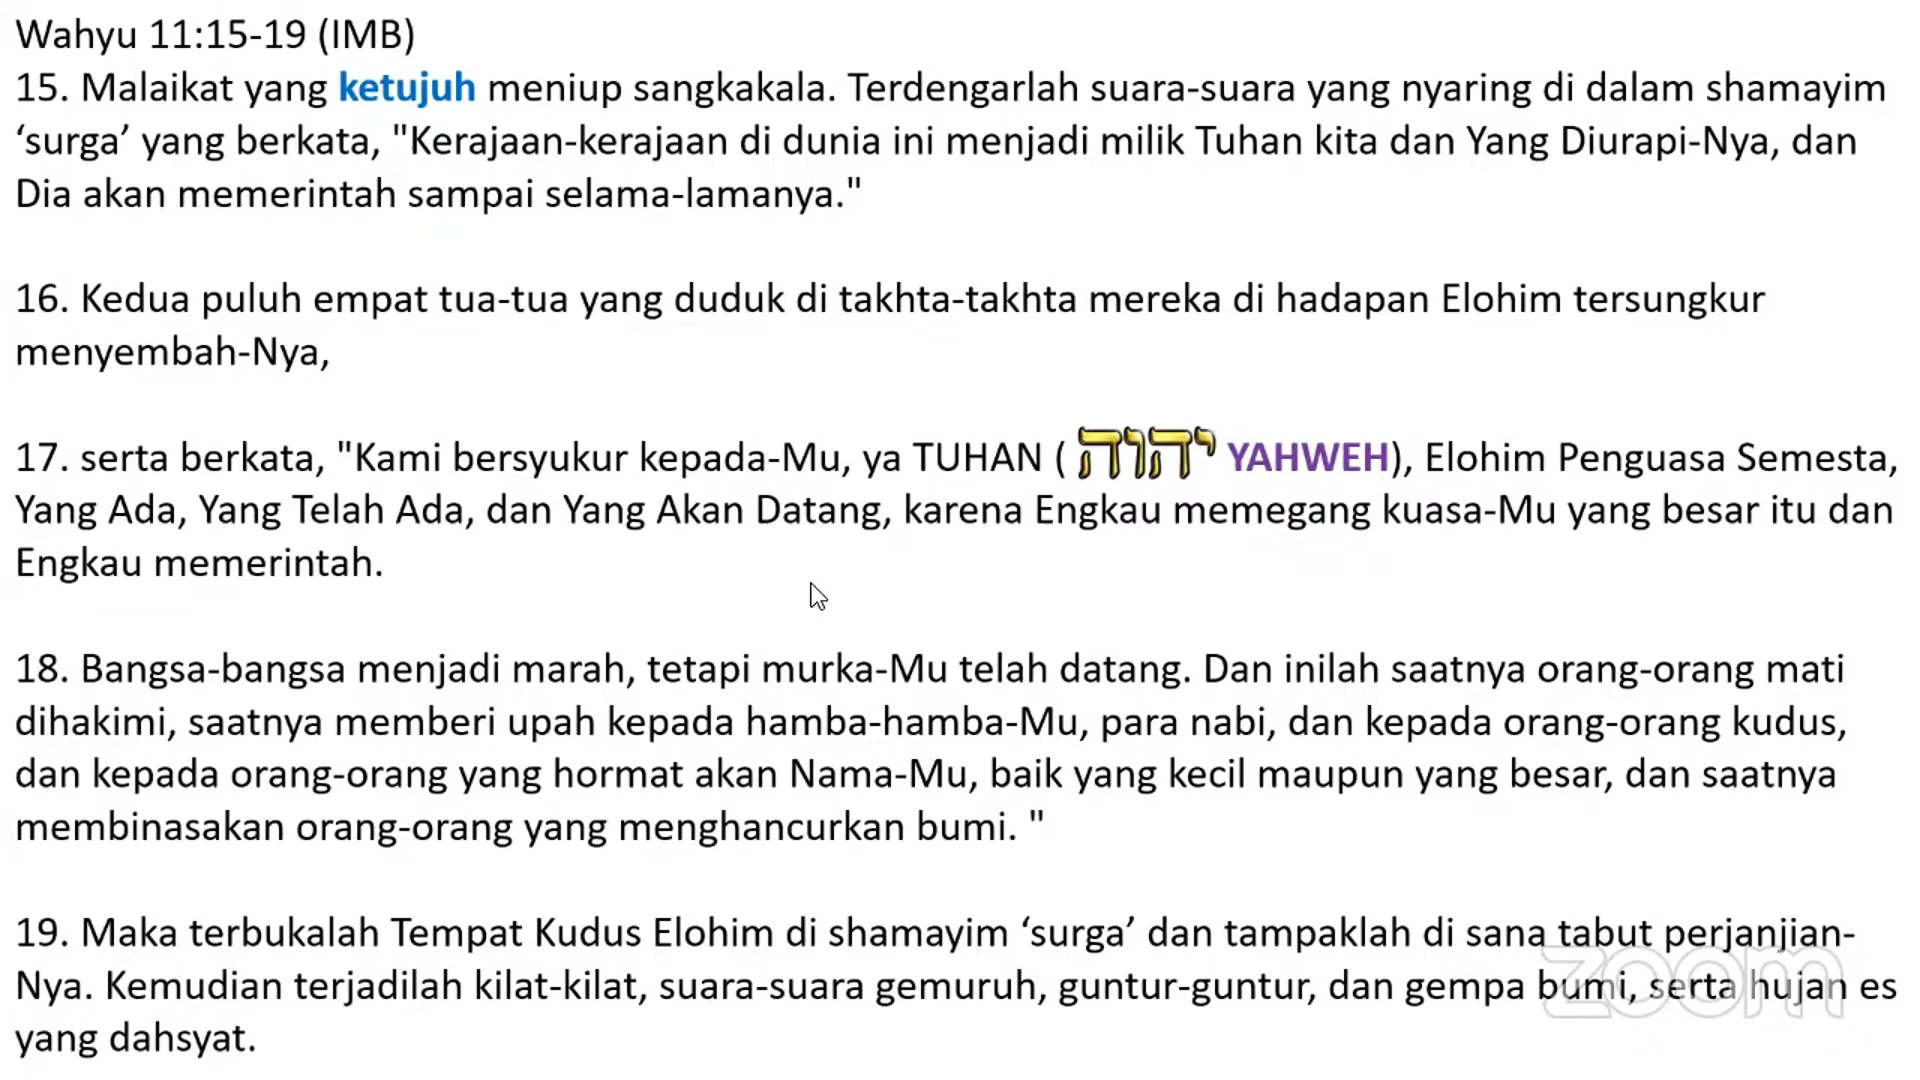 Wahyu 11:15-19 (IMB)
15. Malaikat yang ketujuh meniup sangkakala. Terdengarlah suara-suara yang nyaring di dalam shamayim
‘surga’ yang berkata, "Kerajaan-kerajaan di dunia ini menjadi milik Tuhan kita dan Yang Diurapi-Nya, dan
Dia akan memerintah sampai selama-lamanya."
16. Kedua puluh empat tua-tua yang duduk di takhta-takhta mereka di hadapan Elohim tersungkur
menyembah-Nya,
17. serta berkata, "Kami bersyukur kepada-Mu, ya TUHAN ( יהוה YAHWEH), Elohim Penguasa Semesta,
Yang Ada, Yang Telah Ada, dan Yang Akan Datang, karena Engkau memegang kuasa-Mu yang besar itu dan
Engkau memerintah.
18. Bangsa-bangsa menjadi marah, tetapi murka-Mu telah datang. Dan inilah saatnya orang-orang mati
dihakimi, saatnya memberi upah kepada hamba-hamba-Mu, para nabi, dan kepada orang-orang kudus,
dan kepada orang-orang yang hormat akan Nama-Mu, baik yang kecil maupun yang besar, dan saatnya
membinasakan orang-orang yang menghancurkan bumi. "
19. Maka terbukalah Tempat Kudus Elohim di shamayim ‘surga’ dan tampaklah di sana tabut perjanjian-
Nya. Kemudian terjadilah kilat-kilat, suara-suara gemuruh, guntur-guntur, dan gempa bumi, serta hujan es
yang dahsyat.
zoom